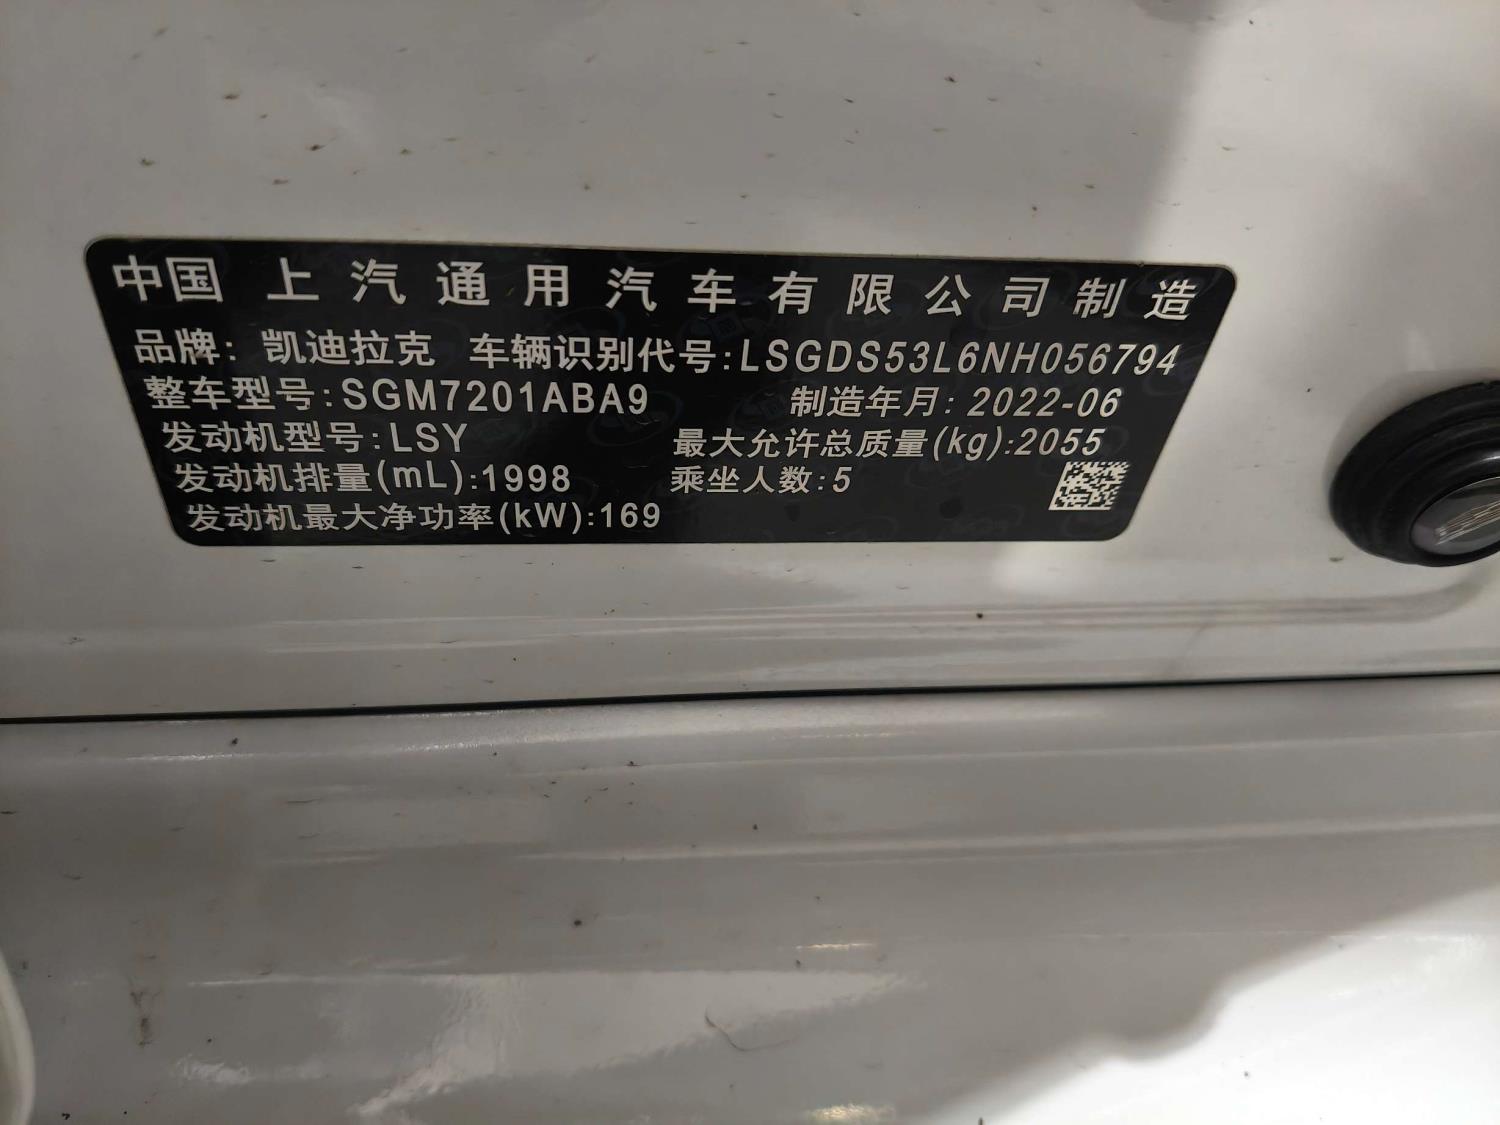 中国 上汽通用汽车有限公司制造
品牌: 凯迪拉克 车辆识别代号:LSGDS53L6NH056794
整车型号:SGM7201ABA9 制造年月: 2022-06
发动机型号:LSY 最大允许总质量(kg):2055
发动机排量(mL):1998 乘坐人数:5
发动机最大净功率(kW):169